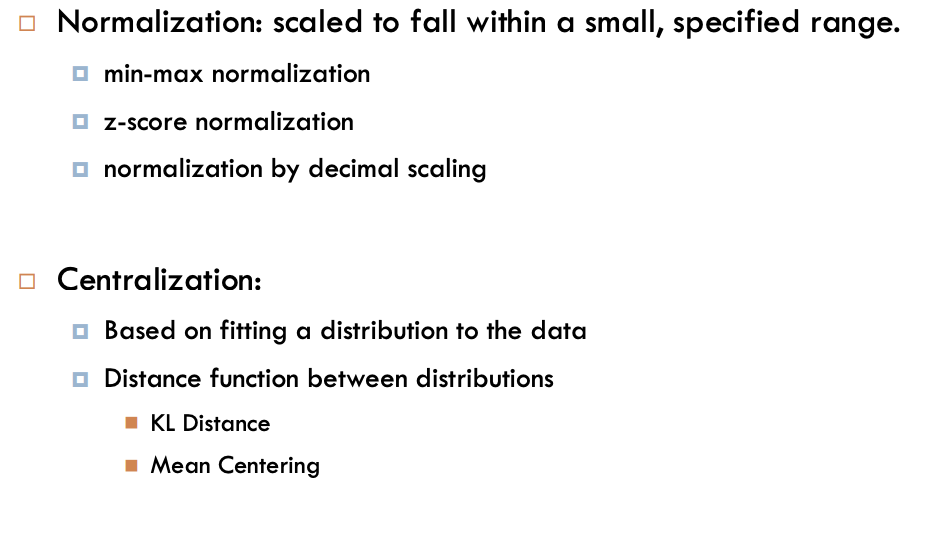 Normalization: scaled to fall within a small, specified range.
min-max normalization
z-score normalization
normalization by decimal scaling
Centralization:
Based on fitting a distribution to the data
Distance function between distributions
KL Distance
Mean Centering